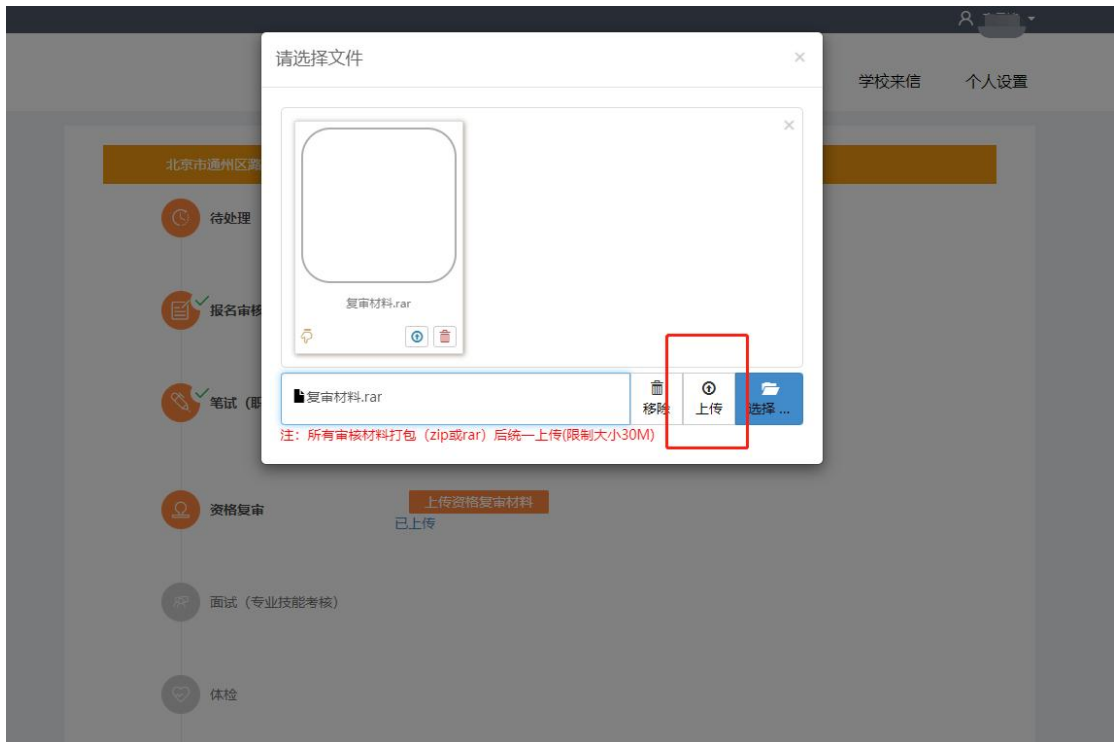 请选择文件
×
学校来信 个人设置
×
北京市通州区潞
待处理
复审材料.rar
报名审核
复审材料.rar
移除 上传 选择 ...
笔试（职
注：所有审核材料打包（zip或rar）后统一上传(限制大小30M)
上传资格复审材料
资格复审
已上传
面试（专业技能考核）
体检